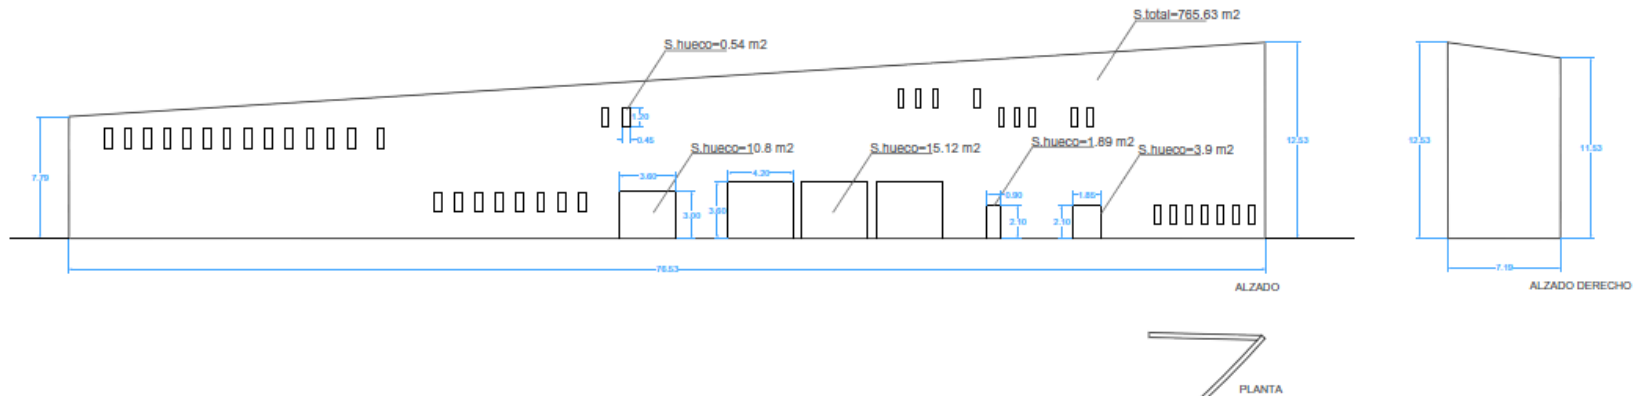 S.total=765.63 m2
S.hueco=0.54 m2
1.20
0.45
7.79
S.hueco=10.8 m2
S.hueco=15.12 m2
S.hueco=1.89 m2
S.hueco=3.9 m2
12.53
12.53
11.53
3.60
4.20
0.90
1.85
3.00
3.60
2.10
2.10
76.53
7.19
ALZADO
ALZADO DERECHO
PLANTA